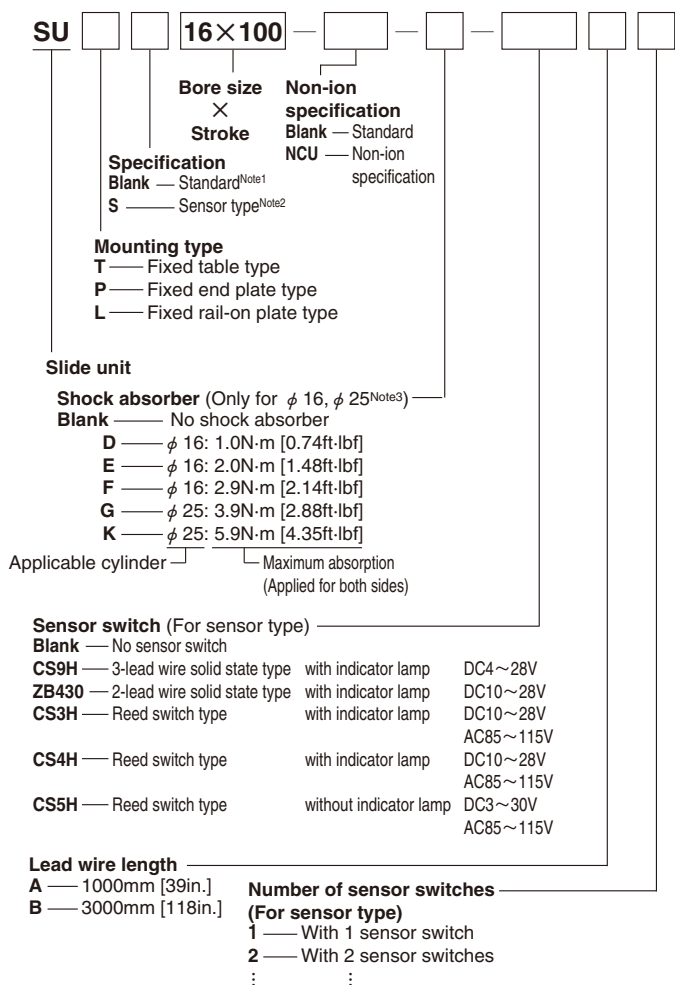 SU 16×100 — — —
Bore size
×
Stroke
Non-ion
specification
Blank — Standard
NCU — Non-ion
specification
Specification
Blank — Standard Note1
S — Sensor type Note2
Mounting type
T — Fixed table type
P — Fixed end plate type
L — Fixed rail-on plate type
Slide unit
Shock absorber (Only for φ 16, φ 25 Note3)
Blank — No shock absorber
D — φ 16: 1.0N·m [0.74ft·lbf]
E — φ 16: 2.0N·m [1.48ft·lbf]
F — φ 16: 2.9N·m [2.14ft·lbf]
G — φ 25: 3.9N·m [2.88ft·lbf]
K — φ 25: 5.9N·m [4.35ft·lbf]
Applicable cylinder
Maximum absorption
(Applied for both sides)
Sensor switch (For sensor type)
Blank — No sensor switch
CS9H — 3-lead wire solid state type with indicator lamp DC4～28V
ZB430 — 2-lead wire solid state type with indicator lamp DC10～28V
CS3H — Reed switch type with indicator lamp DC10～28V
AC85～115V
CS4H — Reed switch type with indicator lamp DC10～28V
AC85～115V
CS5H — Reed switch type without indicator lamp DC3～30V
AC85～115V
Lead wire length
A — 1000mm [39in.]
B — 3000mm [118in.]
Number of sensor switches
(For sensor type)
1 — With 1 sensor switch
2 — With 2 sensor switches
⋮ ⋮